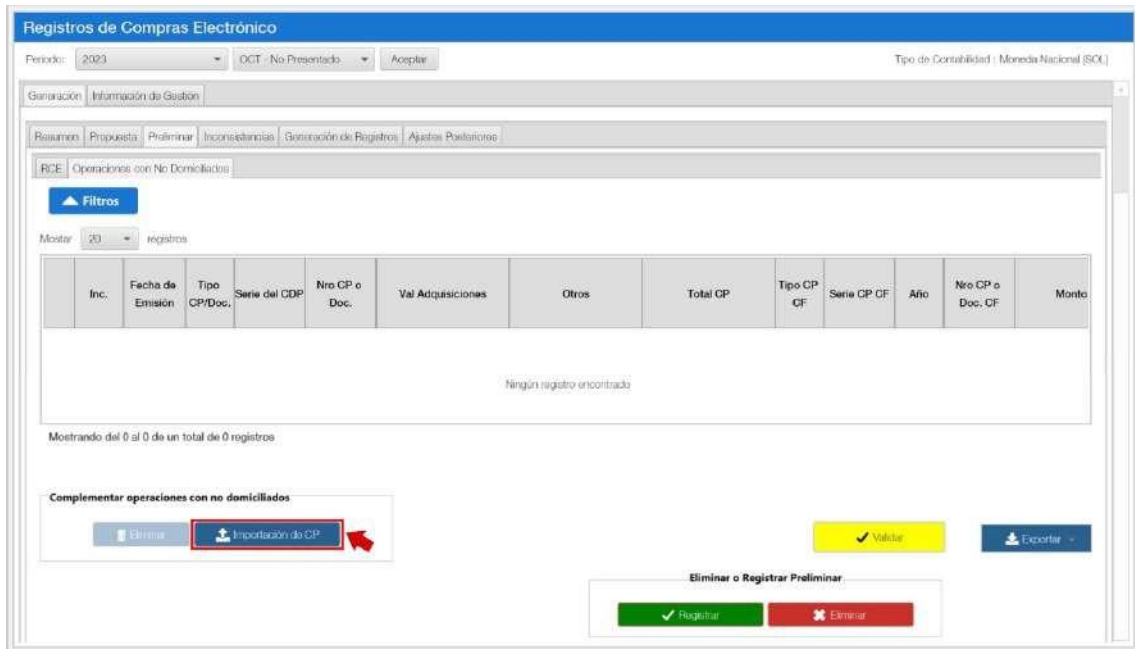 Registros de Compras Electrónico
Periodo: 2023 OCT - No Presentado Aceptar Tipo de Contabilidad : Moneda Nacional (SOL)
Generación Información de Gestión
Resumen Propuesta Preliminar Inconsistencias Generación de Registros Ajustes Posteriores
RCE Operaciones con No Domiciliados
Filtros
Mostar 20 registros
Inc. Fecha de Emisión Tipo CP/Doc. Serie del CDP Nro CP o Doc. Val Adquisiciones Otros Total CP Tipo CP CF Serie CP CF Año Nro CP o Doc. CF Monto
Ningún registro encontrado
Mostrando del 0 al 0 de un total de 0 registros
Complementar operaciones con no domiciliados
Eliminar Importación de CP
Validar Exportar
Eliminar o Registrar Preliminar
Registrar Eliminar